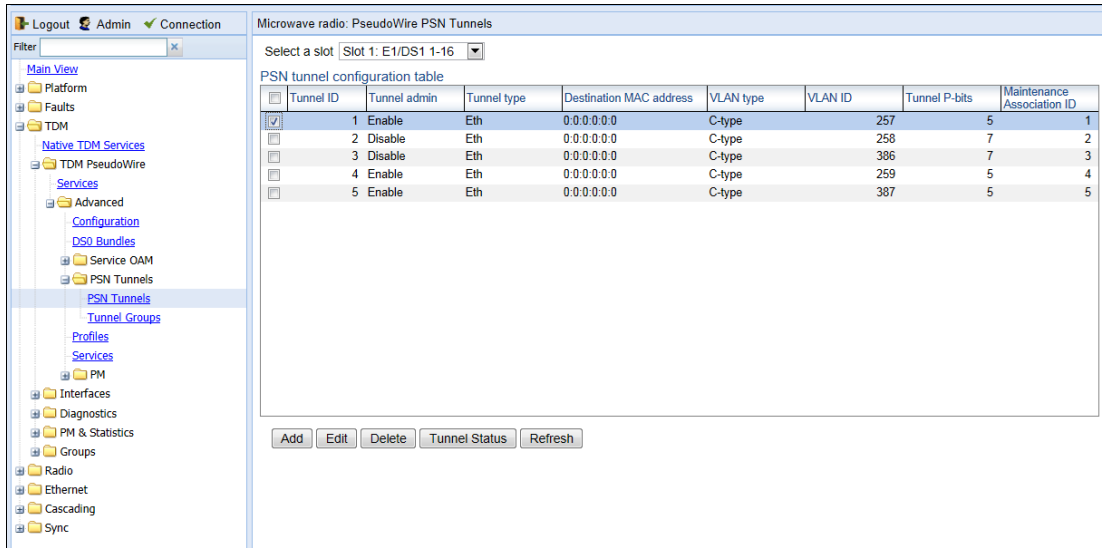 Logout Admin Connection
Filter
Main View
Platform
Faults
TDM
Native TDM Services
TDM PseudoWire
Services
Advanced
Configuration
DS0 Bundles
Service OAM
PSN Tunnels
PSN Tunnels
Tunnel Groups
Profiles
Services
PM
Interfaces
Diagnostics
PM & Statistics
Groups
Radio
Ethernet
Cascading
Sync
Microwave radio: PseudoWire PSN Tunnels
Select a slot Slot 1: E1/DS1 1-16
PSN tunnel configuration table
Tunnel ID Tunnel admin Tunnel type Destination MAC address VLAN type VLAN ID Tunnel P-bits Maintenance
Association ID
1 Enable Eth 0:0:0:0:0:0 C-type 257 5 1
2 Disable Eth 0:0:0:0:0:0 C-type 258 7 2
3 Disable Eth 0:0:0:0:0:0 C-type 386 7 3
4 Enable Eth 0:0:0:0:0:0 C-type 259 5 4
5 Enable Eth 0:0:0:0:0:0 C-type 387 5 5
Add Edit Delete Tunnel Status Refresh